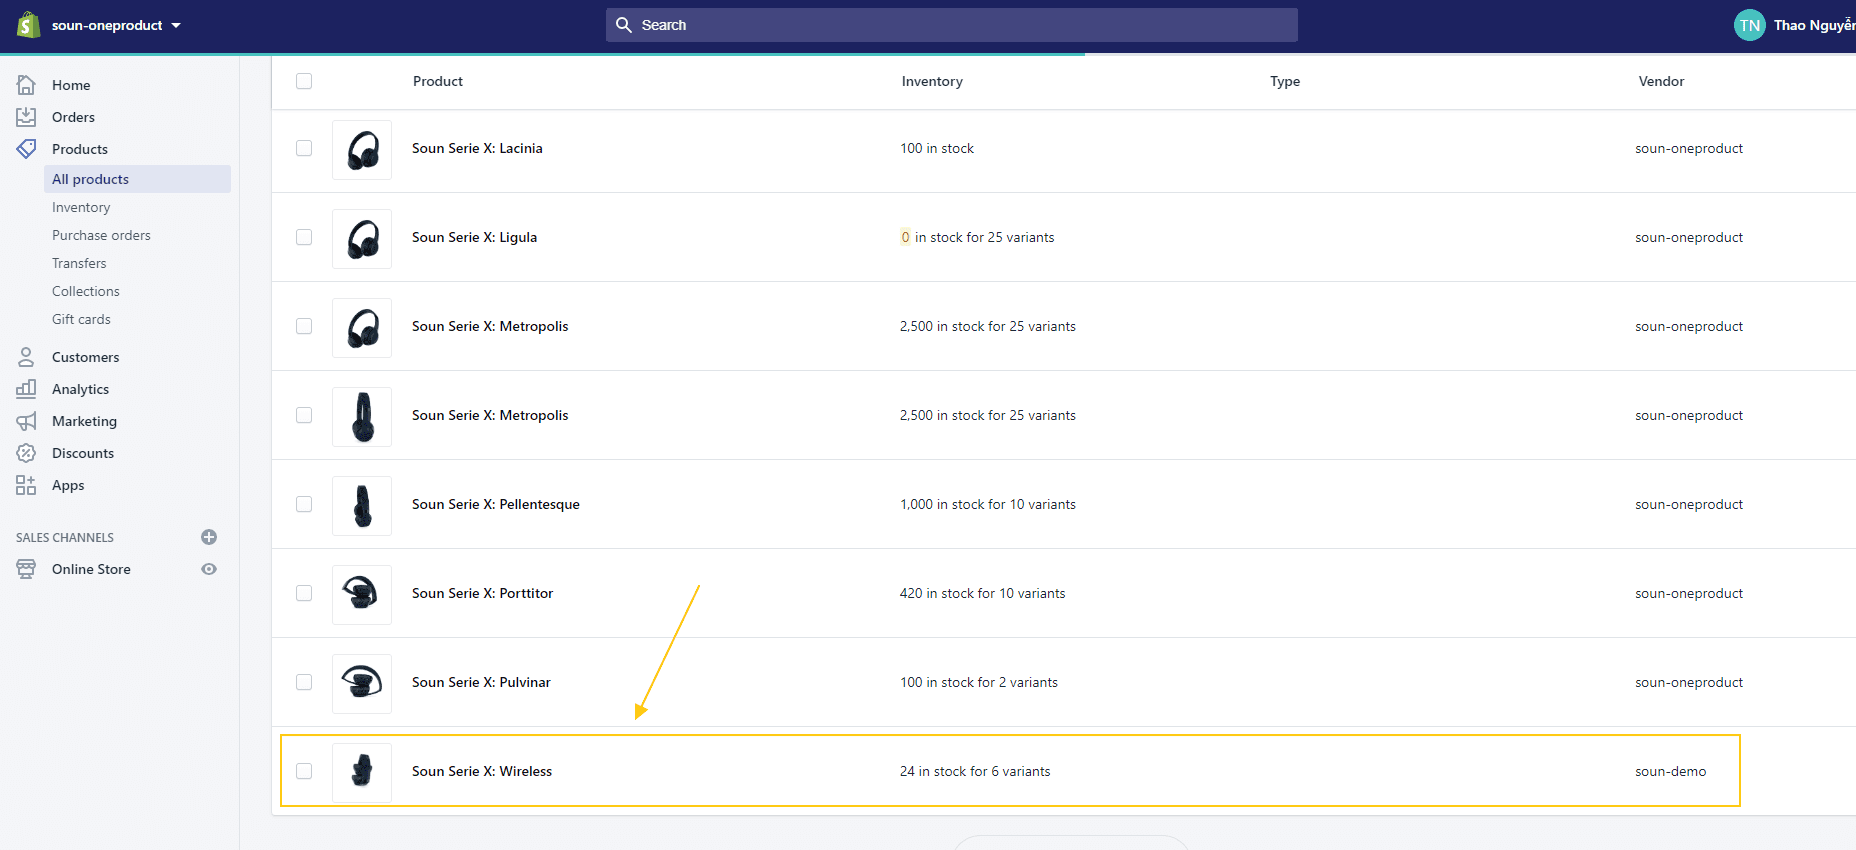 soun-oneproduct
Search
TN Thao Nguyễn
Home
Orders
Products
All products
Inventory
Purchase orders
Transfers
Collections
Gift cards
Customers
Analytics
Marketing
Discounts
Apps
SALES CHANNELS
Online Store
Product Inventory Type Vendor
Soun Serie X: Lacinia 100 in stock soun-oneproduct
Soun Serie X: Ligula 0 in stock for 25 variants soun-oneproduct
Soun Serie X: Metropolis 2,500 in stock for 25 variants soun-oneproduct
Soun Serie X: Metropolis 2,500 in stock for 25 variants soun-oneproduct
Soun Serie X: Pellentesque 1,000 in stock for 10 variants soun-oneproduct
Soun Serie X: Porttitor 420 in stock for 10 variants soun-oneproduct
Soun Serie X: Pulvinar 100 in stock for 2 variants soun-oneproduct
Soun Serie X: Wireless 24 in stock for 6 variants soun-demo